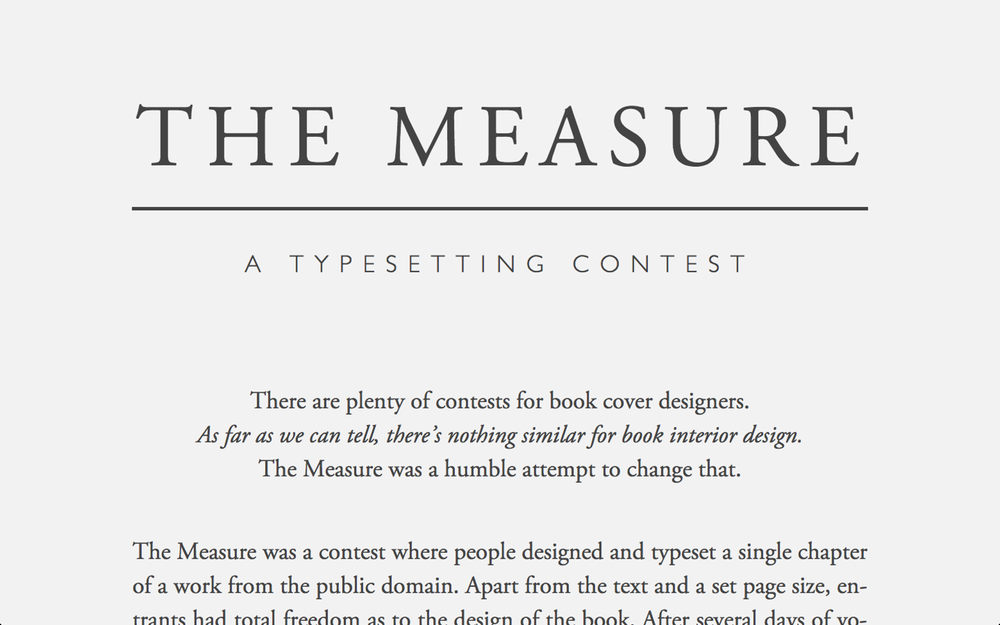 THE MEASURE
A TYPESETTING CONTEST
There are plenty of contests for book cover designers.
As far as we can tell, there’s nothing similar for book interior design.
The Measure was a humble attempt to change that.
The Measure was a contest where people designed and typeset a single chapter
of a work from the public domain. Apart from the text and a set page size, en-
trants had total freedom as to the design of the book. After several days of vo-